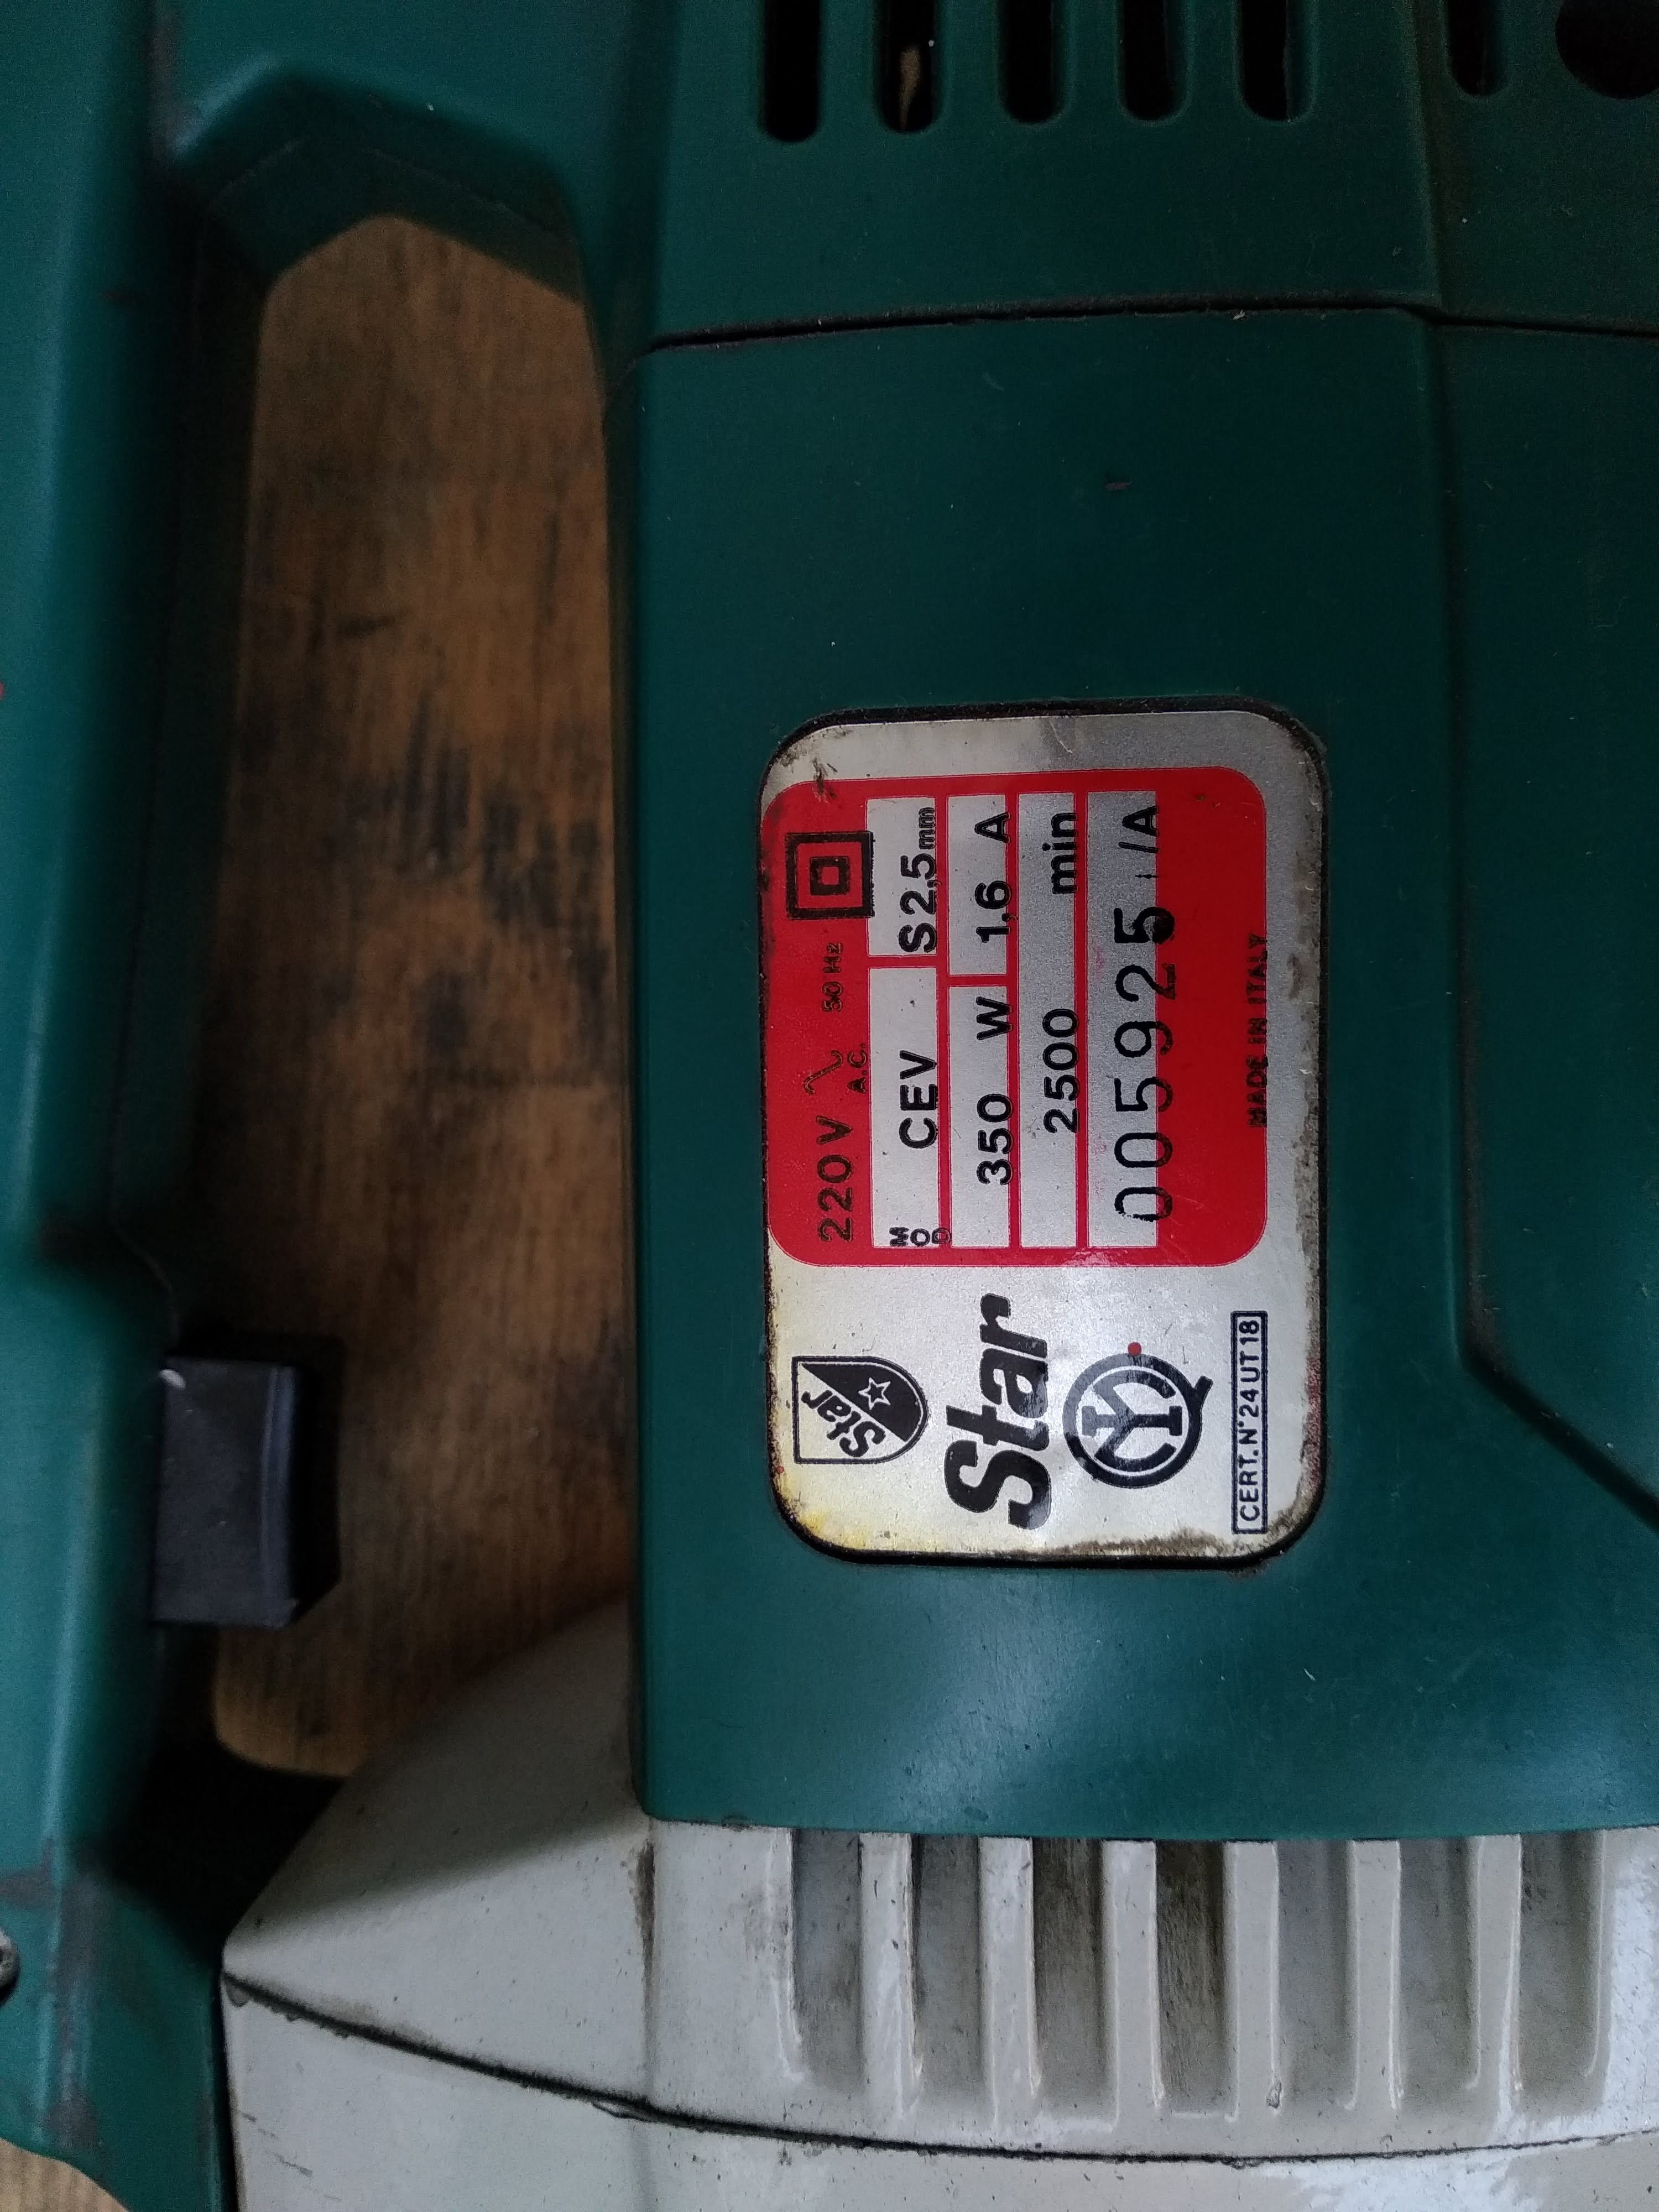 Star
Star
IMQ
CERT. N° 24 UT 18
220V ~ A.C. 50 Hz
MOD CEV S2,5mm
350 W 1,6 A
2500 min
005925 /A
MADE IN ITALY